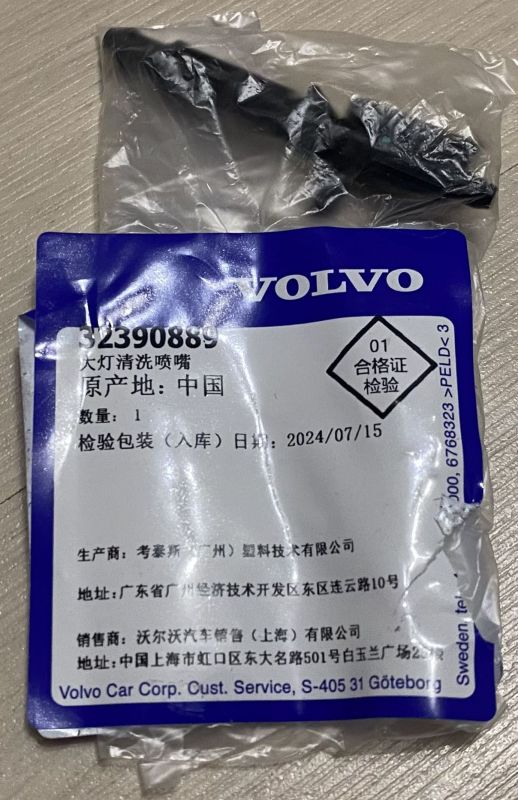 VOLVO
32390889
大灯清洗喷嘴
原产地：中国
数量： 1
检验包装（入库）日期：2024/07/15
01
合格证
检验
生产商：考泰斯（广州）塑料技术有限公司
地址：广东省广州经济技术开发区东区连云路10号
销售商：沃尔沃汽车销售（上海）有限公司
地址：中国上海市虹口区东大名路501号白玉兰广场
Volvo Car Corp. Cust. Service, S-405 31 Göteborg
Sweden, tel.
000, 6768323 >PELD< 3